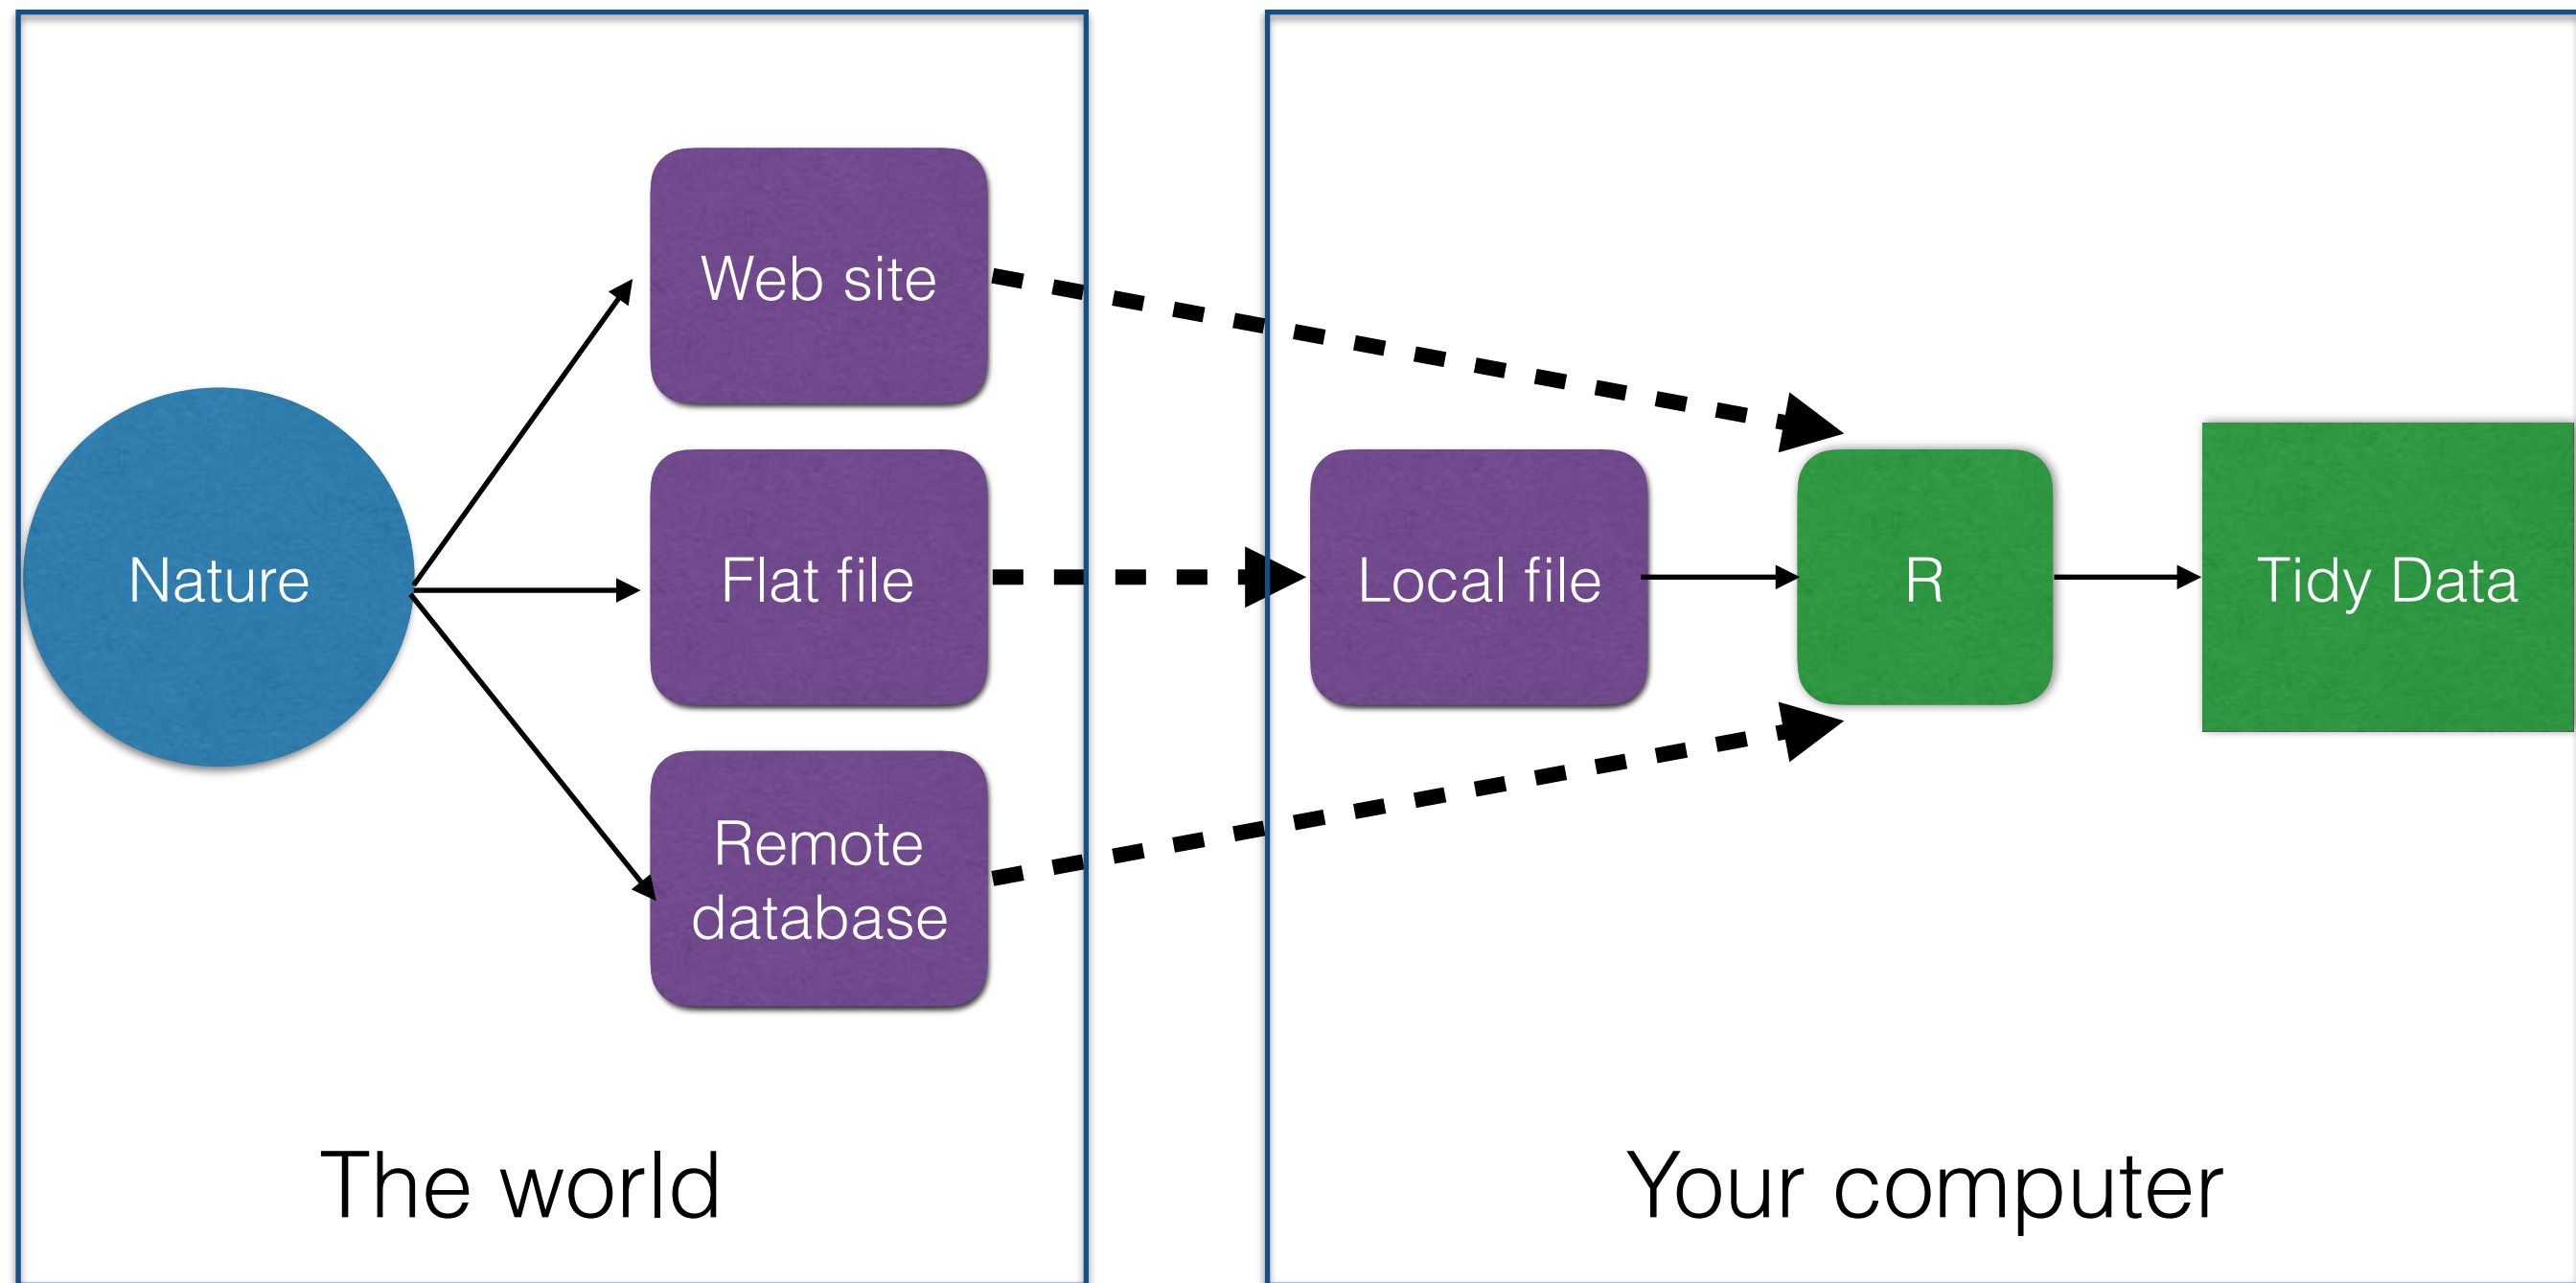 Web site
Nature
Flat file
Local file
R
Tidy Data
Remote
database
The world
Your computer